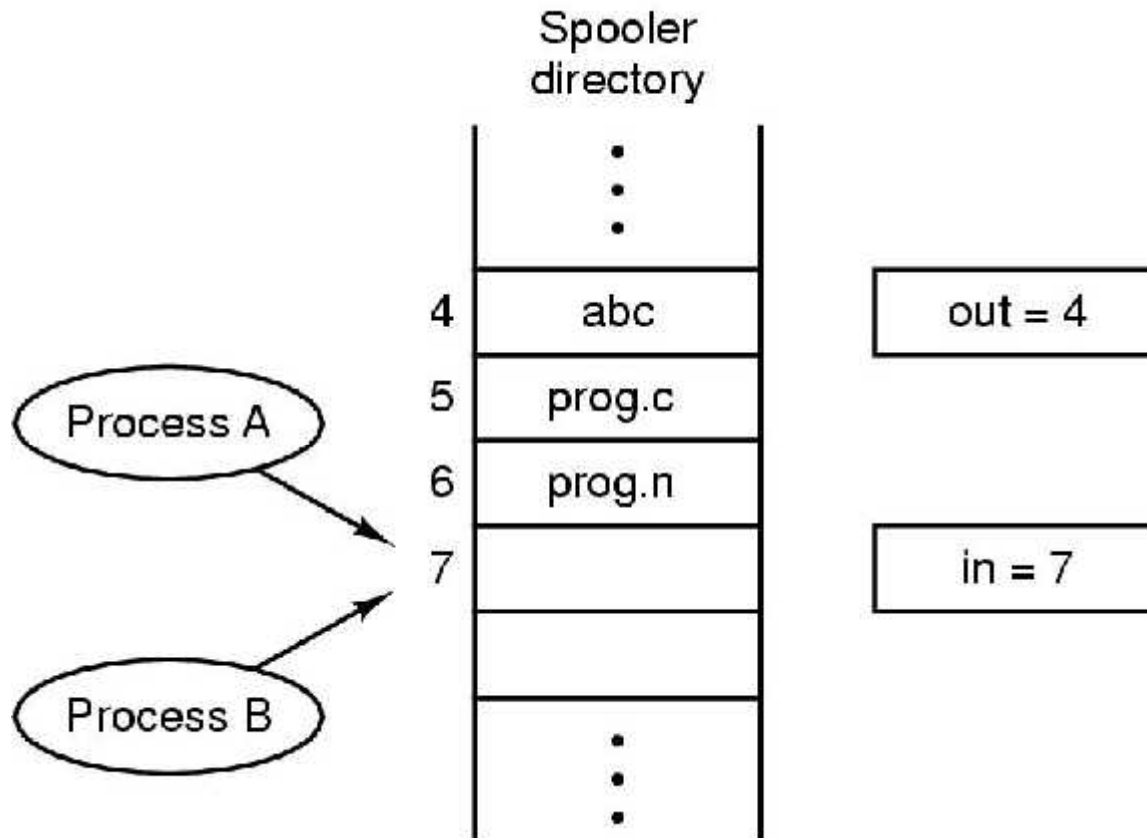 Spooler
directory
4 abc out = 4
5 prog.c
Process A
6 prog.n
7 in = 7
Process B